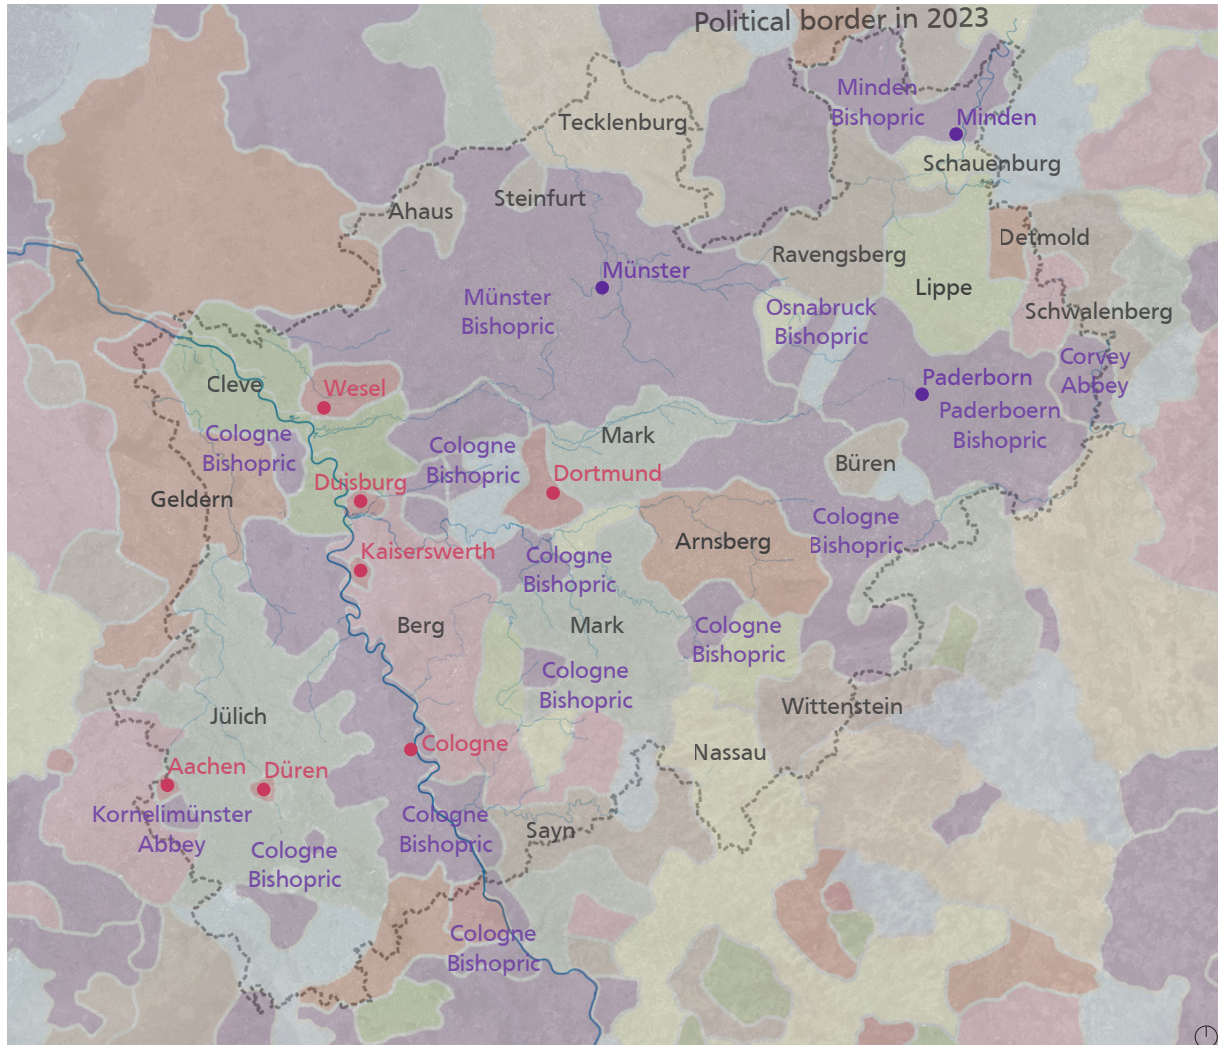 Political border in 2023
Minden
Bishopric
Minden
Tecklenburg
Schauenburg
Steinfurt
Ahaus
Detmold
Ravengsberg
Münster
Lippe
Münster
Bishopric
Osnabruck
Bishopric
Schwalenberg
Corvey
Abbey
Cleve
Wesel
Paderborn
Paderboern
Bishopric
Cologne
Bishopric
Cologne
Bishopric
Mark
Büren
Duisburg
Dortmund
Geldern
Cologne
Bishopric
Arnsberg
Kaiserswerth
Cologne
Bishopric
Berg
Mark
Cologne
Bishopric
Cologne
Bishopric
Jülich
Wittenstein
Cologne
Nassau
Aachen
Düren
Kornelimünster
Abbey
Cologne
Bishopric
Sayn
Cologne
Bishopric
Cologne
Bishopric